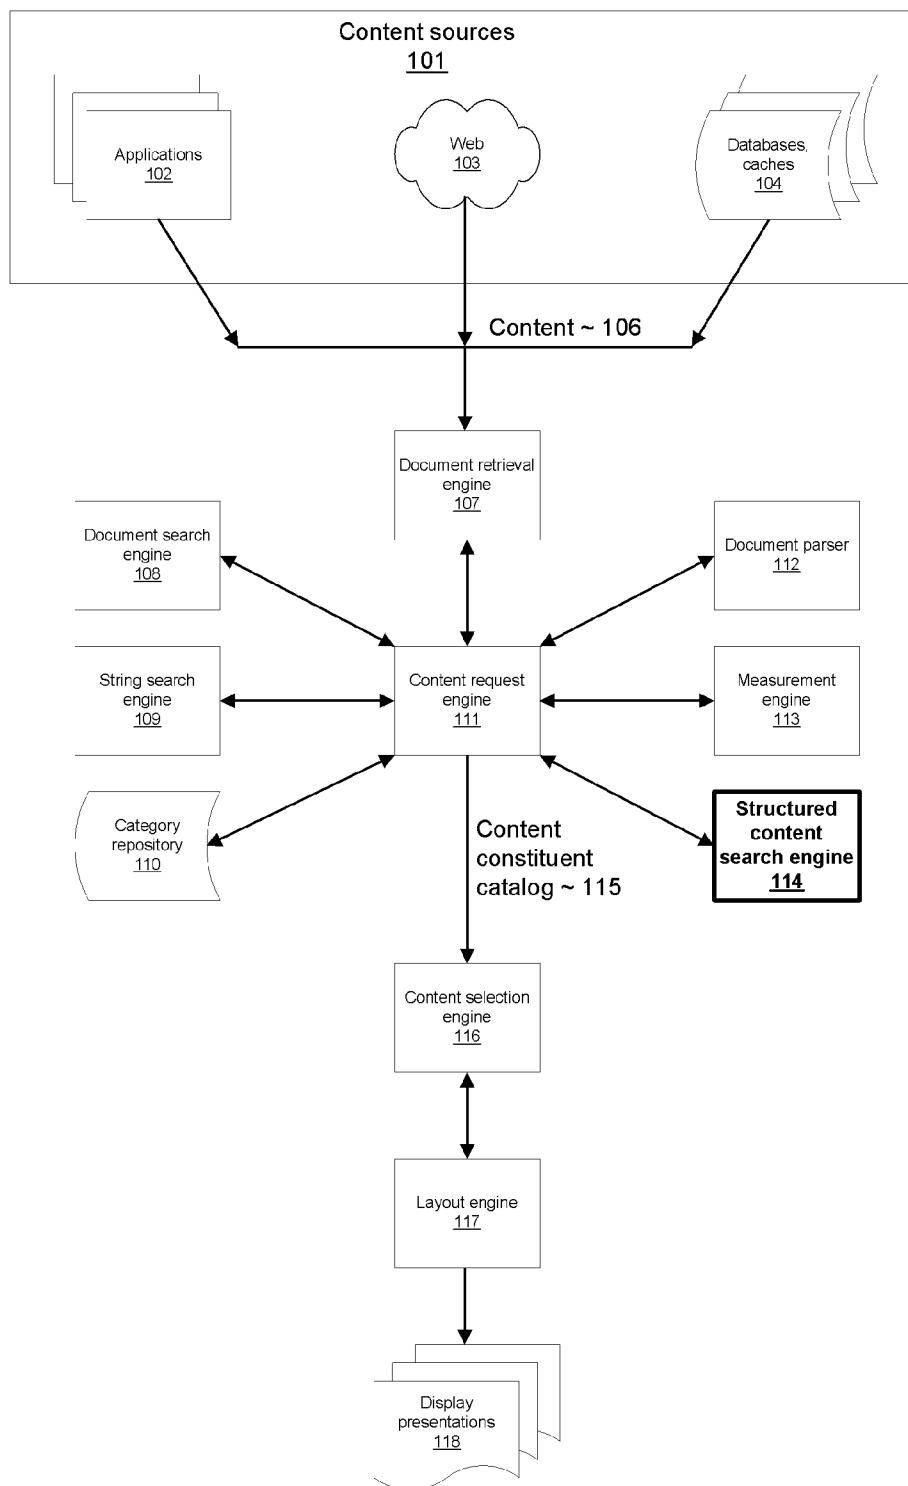 Content sources
101
Applications
102
Web
103
Databases,
caches
104
Content ~ 106
Document retrieval
engine
107
Document search
engine
108
Document parser
112
String search
engine
109
Content request
engine
111
Measurement
engine
113
Category
repository
110
Content
constituent
catalog ~ 115
Structured
content
search engine
114
Content selection
engine
116
Layout engine
117
Display
presentations
118